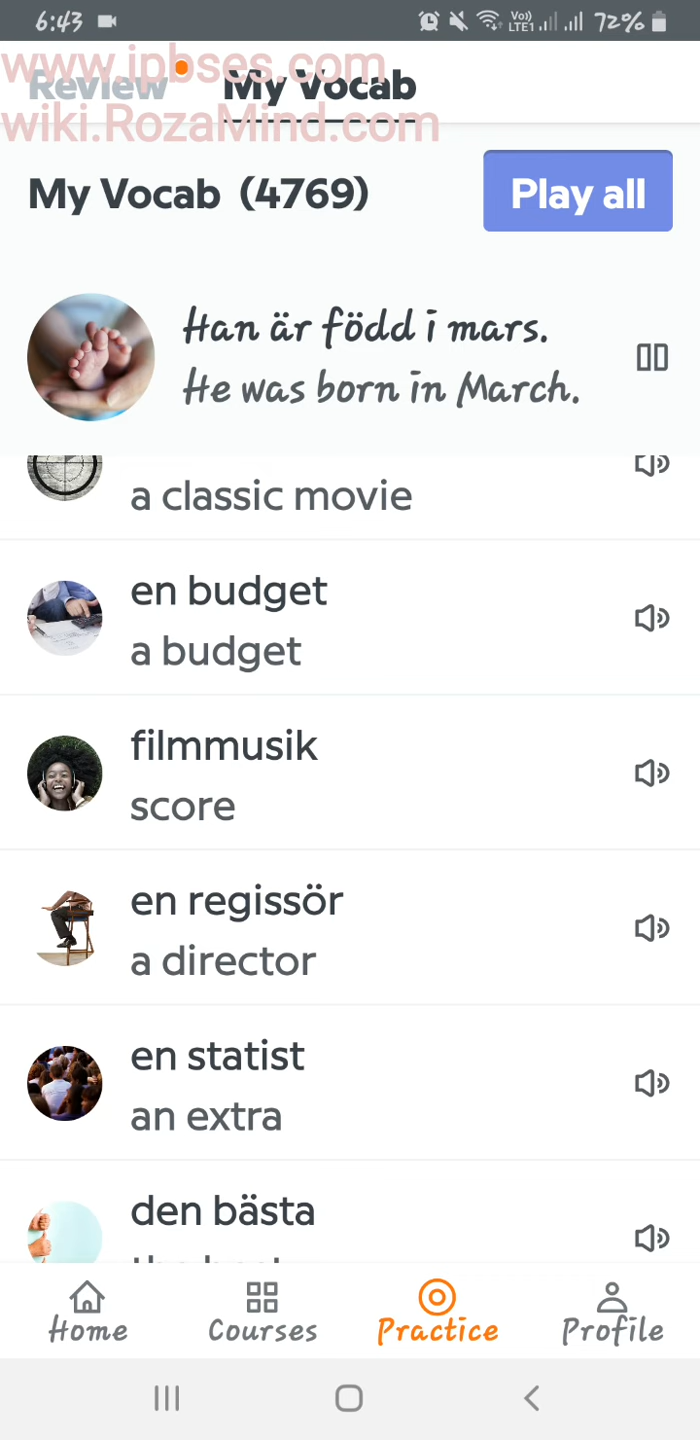 6:43 Vo)) LTE1 72%
www.ipbses.com
Review My Vocab
wiki.RozaMind.com
My Vocab (4769) Play all
Han är född i mars.
He was born in March.
a classic movie
en budget
a budget
filmmusik
score
en regissör
a director
en statist
an extra
den bästa
Home Courses Practice Profile